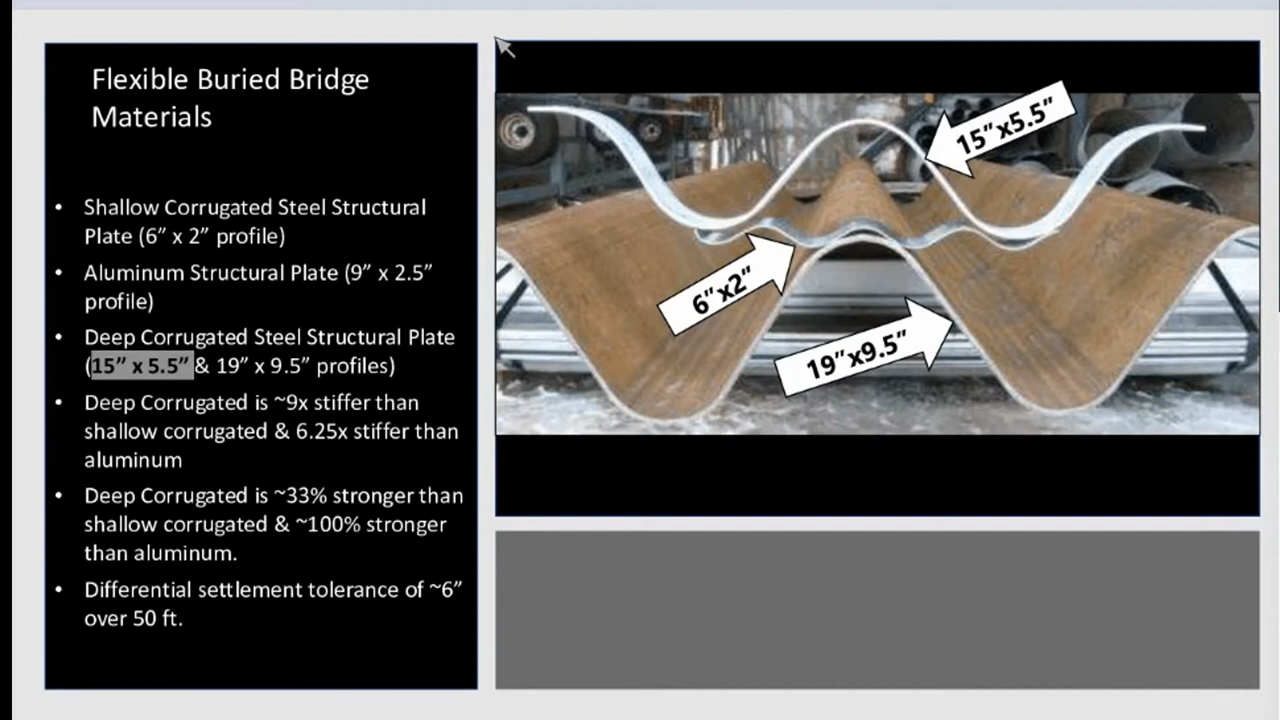 Flexible Buried Bridge
Materials
• Shallow Corrugated Steel Structural
Plate (6” x 2” profile)
• Aluminum Structural Plate (9” x 2.5”
profile)
• Deep Corrugated Steel Structural Plate
(15” x 5.5” & 19” x 9.5” profiles)
• Deep Corrugated is ~9x stiffer than
shallow corrugated & 6.25x stiffer than
aluminum
• Deep Corrugated is ~33% stronger than
shallow corrugated & ~100% stronger
than aluminum.
• Differential settlement tolerance of ~6”
over 50 ft.
15”x5.5”
6”x2”
19”x9.5”